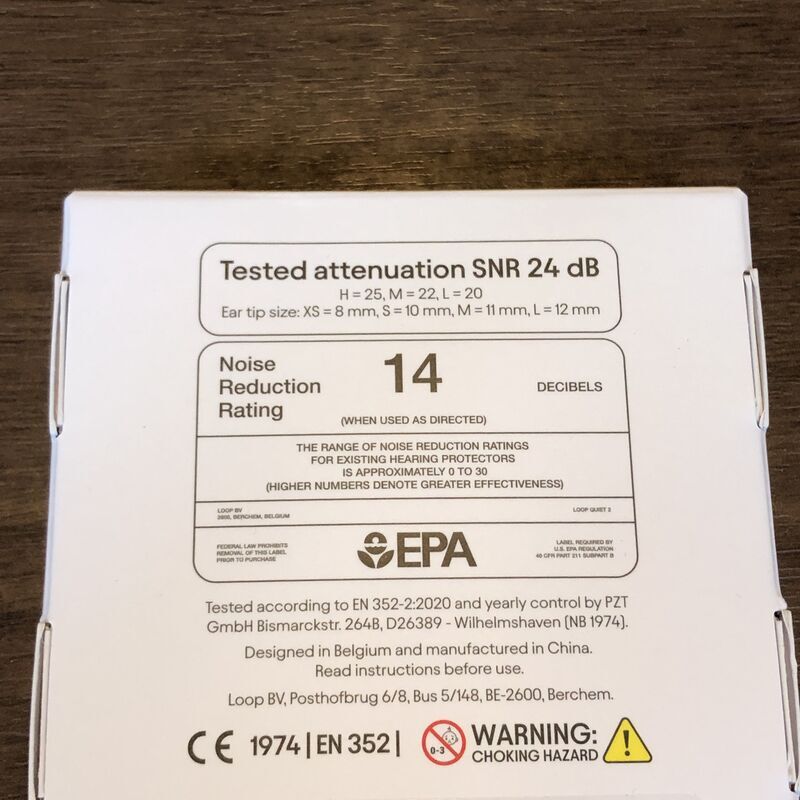 Tested attenuation SNR 24 dB
H = 25, M = 22, L = 20
Ear tip size: XS = 8 mm, S = 10 mm, M = 11 mm, L = 12 mm
Noise
Reduction
Rating
14
DECIBELS
(WHEN USED AS DIRECTED)
THE RANGE OF NOISE REDUCTION RATINGS
FOR EXISTING HEARING PROTECTORS
IS APPROXIMATELY 0 TO 30
(HIGHER NUMBERS DENOTE GREATER EFFECTIVENESS)
LOOP BV
2600, BERCHEM, BELGIUM
LOOP QUIET 2
FEDERAL LAW PROHIBITS
REMOVAL OF THIS LABEL
PRIOR TO PURCHASE
EPA
LABEL REQUIRED BY
U.S. EPA REGULATION
40 CFR PART 211 SUBPART B
Tested according to EN 352-2:2020 and yearly control by PZT
GmbH Bismarckstr. 264B, D26389 - Wilhelmshaven (NB 1974).
Designed in Belgium and manufactured in China.
Read instructions before use.
Loop BV, Posthofbrug 6/8, Bus 5/148, BE-2600, Berchem.
CE 1974 | EN 352 |
0-3
WARNING:
CHOKING HAZARD
!